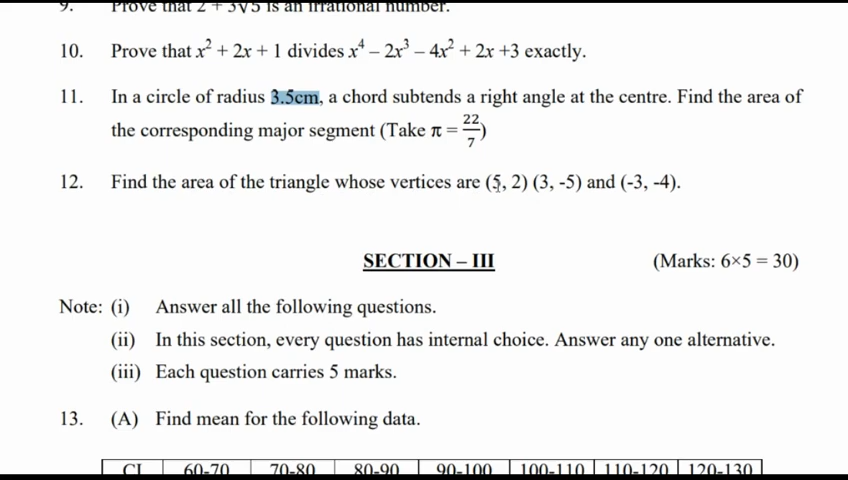 9. Prove that 2 + 3√5 is an irrational number.
10. Prove that x² + 2x + 1 divides x⁴ – 2x³ – 4x² + 2x +3 exactly.
11. In a circle of radius 3.5cm, a chord subtends a right angle at the centre. Find the area of
the corresponding major segment (Take π = 22/7)
12. Find the area of the triangle whose vertices are (5, 2) (3, -5) and (-3, -4).
SECTION – III (Marks: 6×5 = 30)
Note: (i) Answer all the following questions.
(ii) In this section, every question has internal choice. Answer any one alternative.
(iii) Each question carries 5 marks.
13. (A) Find mean for the following data.
CI 60-70 70-80 80-90 90-100 100-110 110-120 120-130